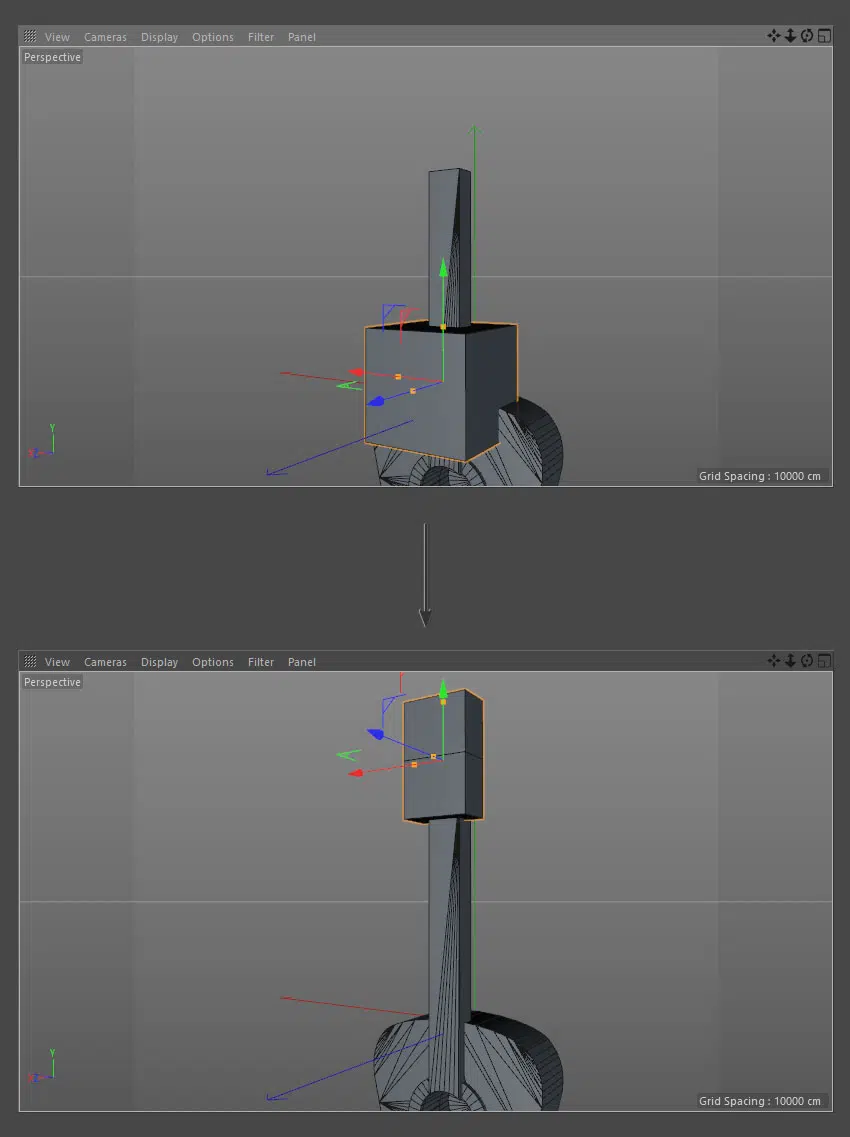 View Cameras Display Options Filter Panel
Perspective
Y
Grid Spacing : 10000 cm
View Cameras Display Options Filter Panel
Perspective
Y
Grid Spacing : 10000 cm